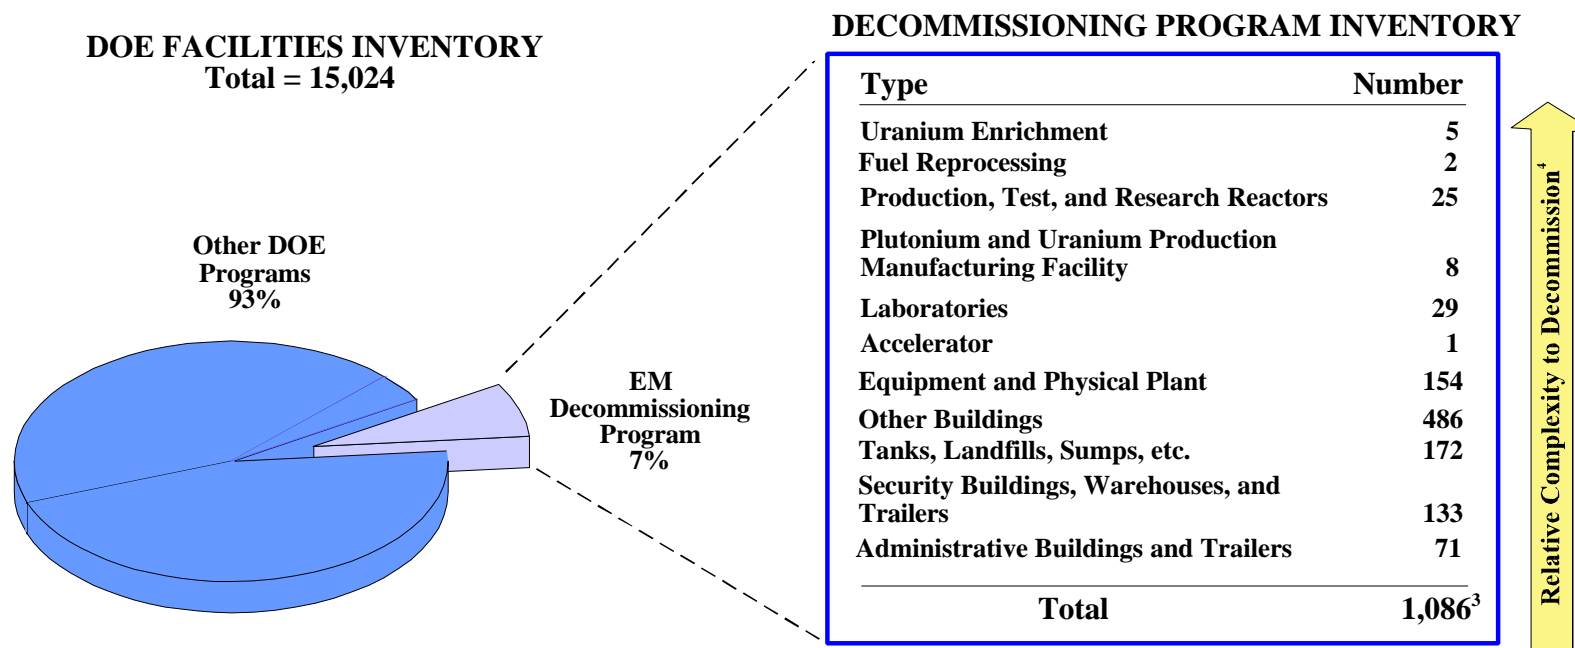 DOE FACILITIES INVENTORY
Total = 15,024
Other DOE
Programs
93%
EM
Decommissioning
Program
7%
DECOMMISSIONING PROGRAM INVENTORY
Type Number
Uranium Enrichment 5
Fuel Reprocessing 2
Production, Test, and Research Reactors 25
Plutonium and Uranium Production
Manufacturing Facility 8
Laboratories 29
Accelerator 1
Equipment and Physical Plant 154
Other Buildings 486
Tanks, Landfills, Sumps, etc. 172
Security Buildings, Warehouses, and
Trailers 133
Administrative Buildings and Trailers 71
Total 1,086³
Relative Complexity to Decommission⁴